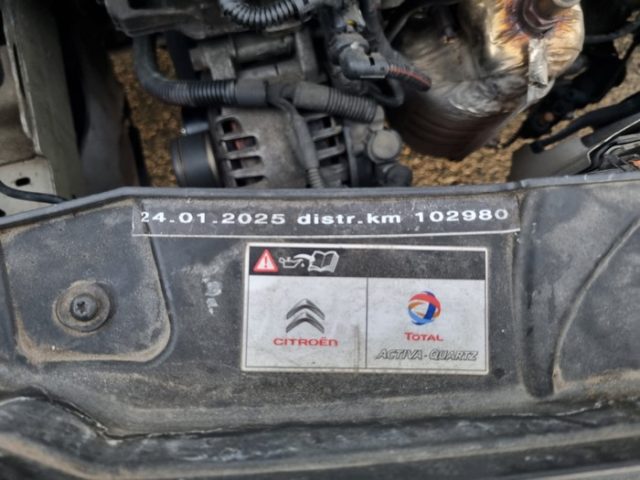 24.01.2025 distr.km 102980
CITROËN
TOTAL
ACTIVA-QUARTZ